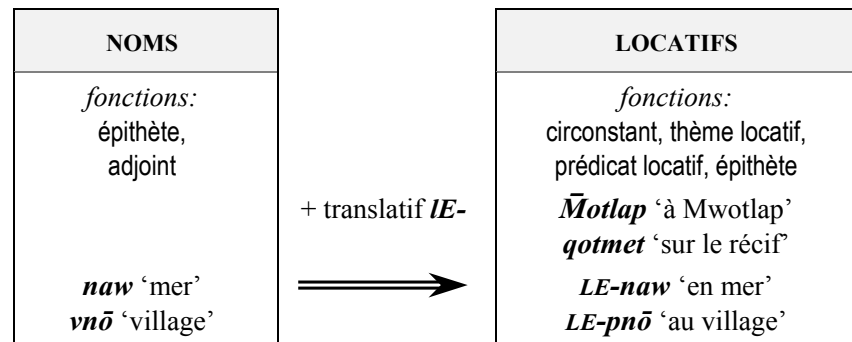 NOMS
fonctions:
épithète,
adjoint
naw ‘mer’
vnō ‘village’
+ translatif lE-
LOCATIFS
fonctions:
circonstant, thème locatif,
prédicat locatif, épithète
M̄otlap ‘à Mwotlap’
qotmet ‘sur le récif’
LE-naw ‘en mer’
LE-pnō ‘au village’